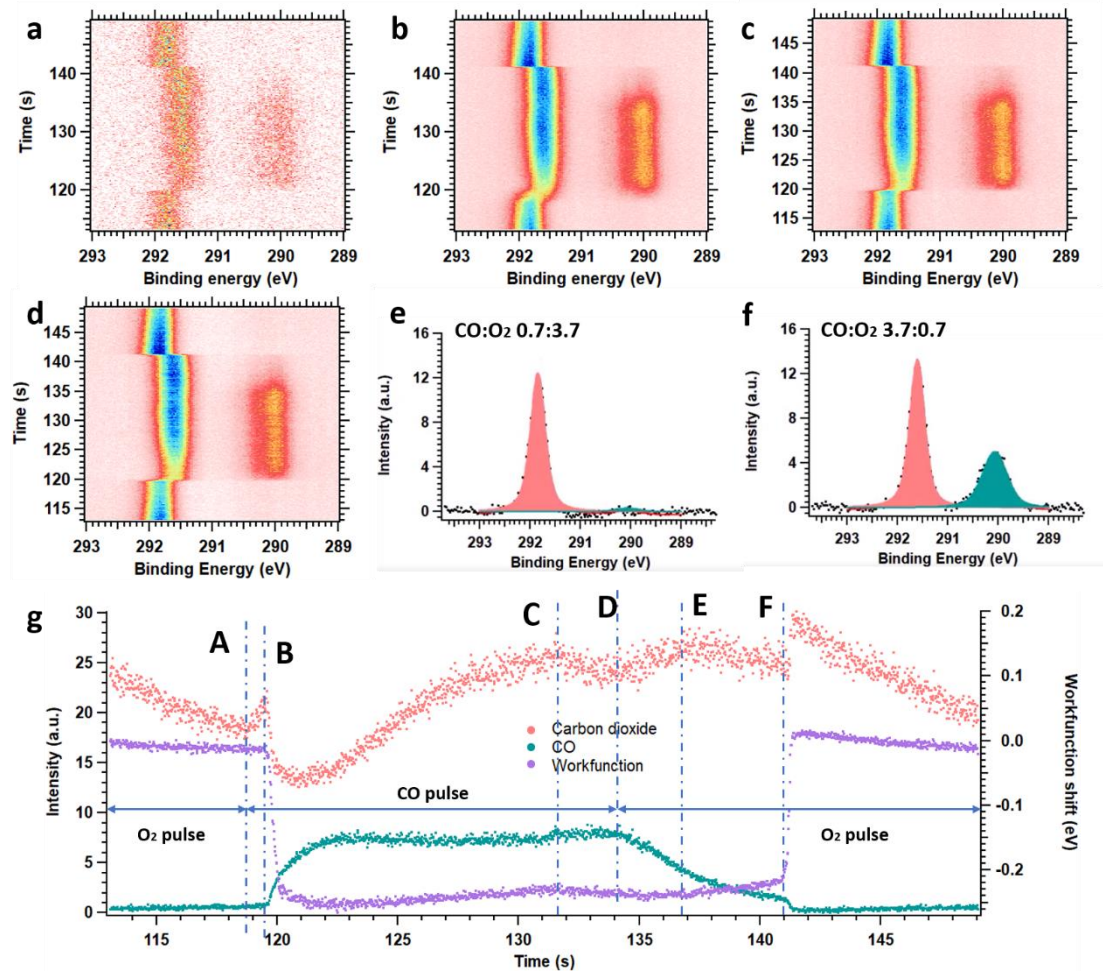 a
Time (s)
140
130
120
293 292 291 290 289
Binding energy (eV)
b
Time (s)
140
130
120
293 292 291 290 289
Binding energy (eV)
c
Time (s)
145
140
135
130
125
120
115
293 292 291 290 289
Binding Energy (eV)
d
Time (s)
145
140
135
130
125
120
115
293 292 291 290 289
Binding Energy (eV)
e
CO:O₂ 0.7:3.7
Intensity (a.u.)
16
12
8
4
0
293 292 291 290 289
Binding Energy (eV)
f
CO:O₂ 3.7:0.7
Intensity (a.u.)
16
12
8
4
0
293 292 291 290 289
Binding Energy (eV)
g
A B C D E F
Intensity (a.u.)
30
25
20
15
10
5
0
Carbon dioxide
CO
Workfunction
O₂ pulse
CO pulse
O₂ pulse
0.2
0.1
0.0
-0.1
-0.2
Workfunction shift (eV)
115 120 125 130 135 140 145
Time (s)